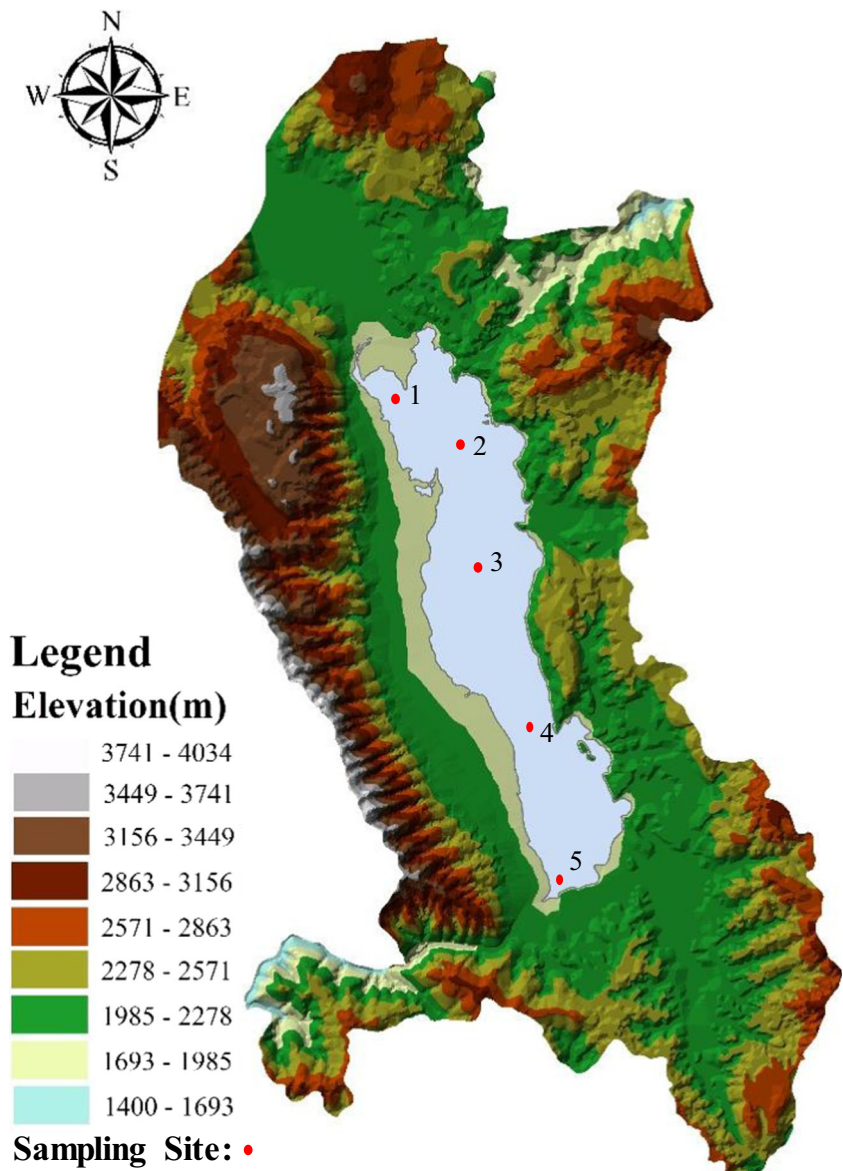 N
W E
S
1
2
3
4
5
Legend
Elevation(m)
3741 - 4034
3449 - 3741
3156 - 3449
2863 - 3156
2571 - 2863
2278 - 2571
1985 - 2278
1693 - 1985
1400 - 1693
Sampling Site: